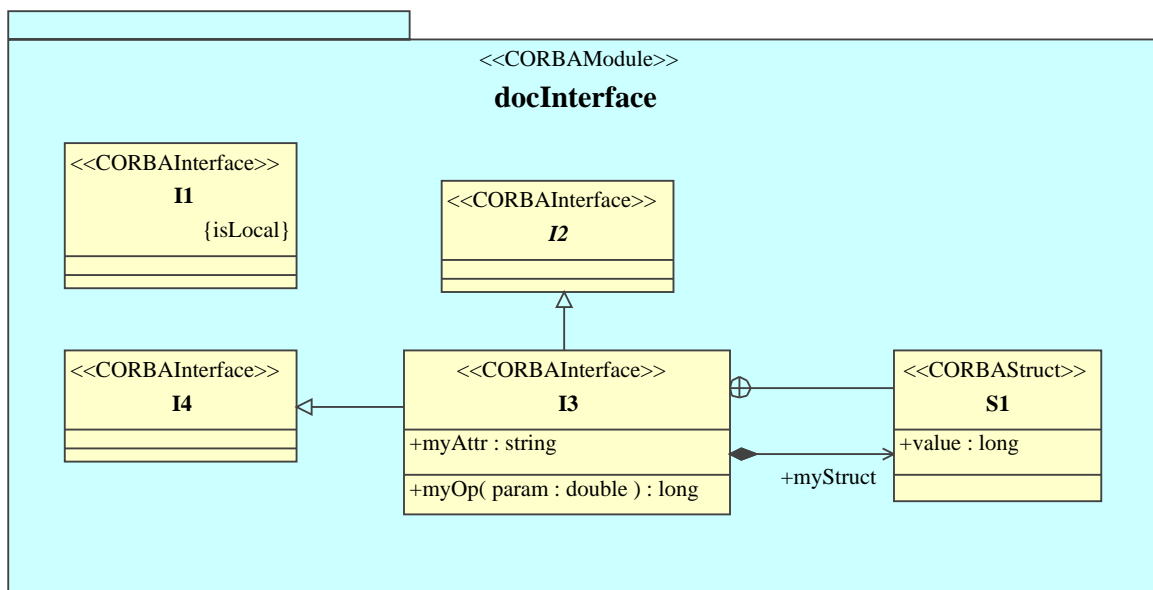 <<CORBAModule>>
docInterface
<<CORBAInterface>>
I1
{isLocal}
<<CORBAInterface>>
I2
<<CORBAInterface>>
I4
<<CORBAInterface>>
I3
+myAttr : string
+myOp( param : double ) : long
+myStruct
<<CORBAStruct>>
S1
+value : long